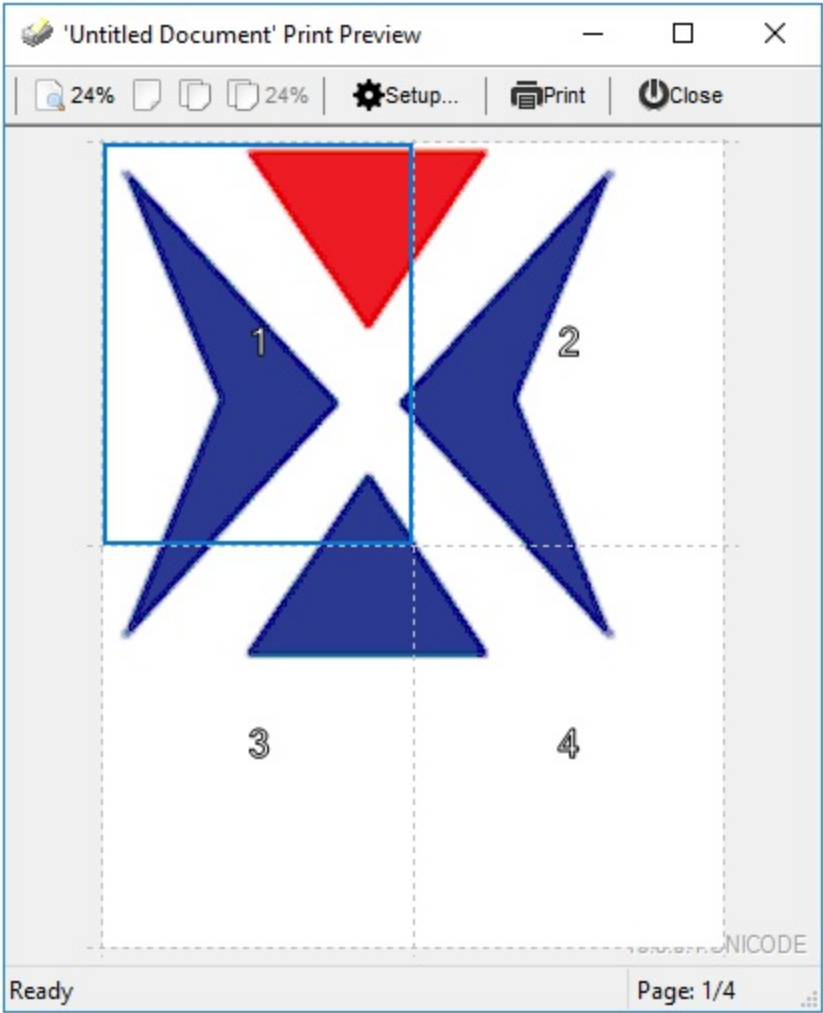 'Untitled Document' Print Preview
24% 24% Setup... Print Close
1 2
3 4
NICODE
Ready Page: 1/4